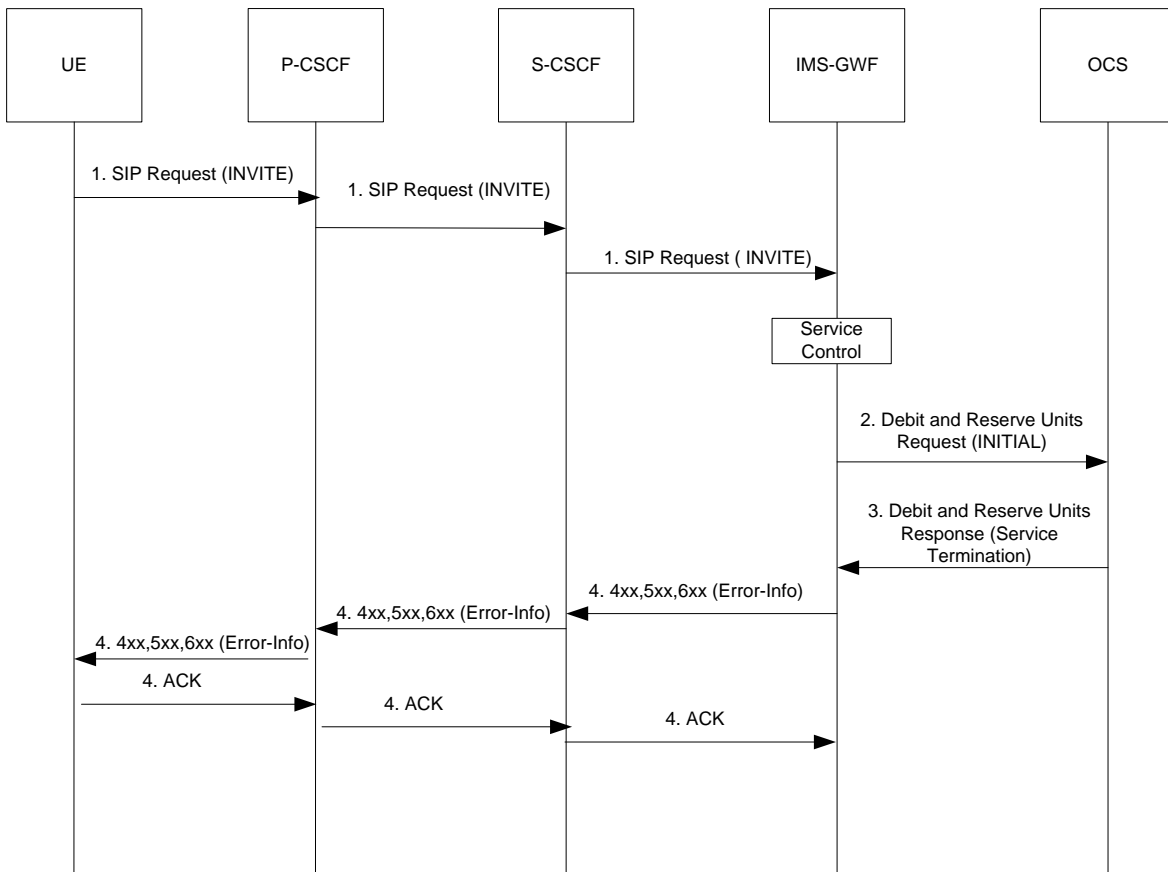 UE
P-CSCF
S-CSCF
IMS-GWF
OCS
1. SIP Request (INVITE)
1. SIP Request (INVITE)
1. SIP Request ( INVITE)
Service
Control
2. Debit and Reserve Units
Request (INITIAL)
3. Debit and Reserve Units
Response (Service
Termination)
4. 4xx,5xx,6xx (Error-Info)
4. 4xx,5xx,6xx (Error-Info)
4. 4xx,5xx,6xx (Error-Info)
4. ACK
4. ACK
4. ACK